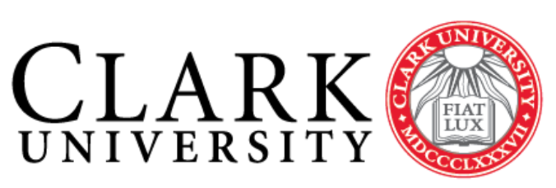 CLARK
UNIVERSITY
CLARK UNIVERSITY
FIAT
LUX
MDCCCLXXXVII